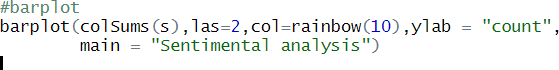 #barplot
barplot(colSums(s),las=2,col=rainbow(10),ylab = "count",
main = "Sentimental analysis")